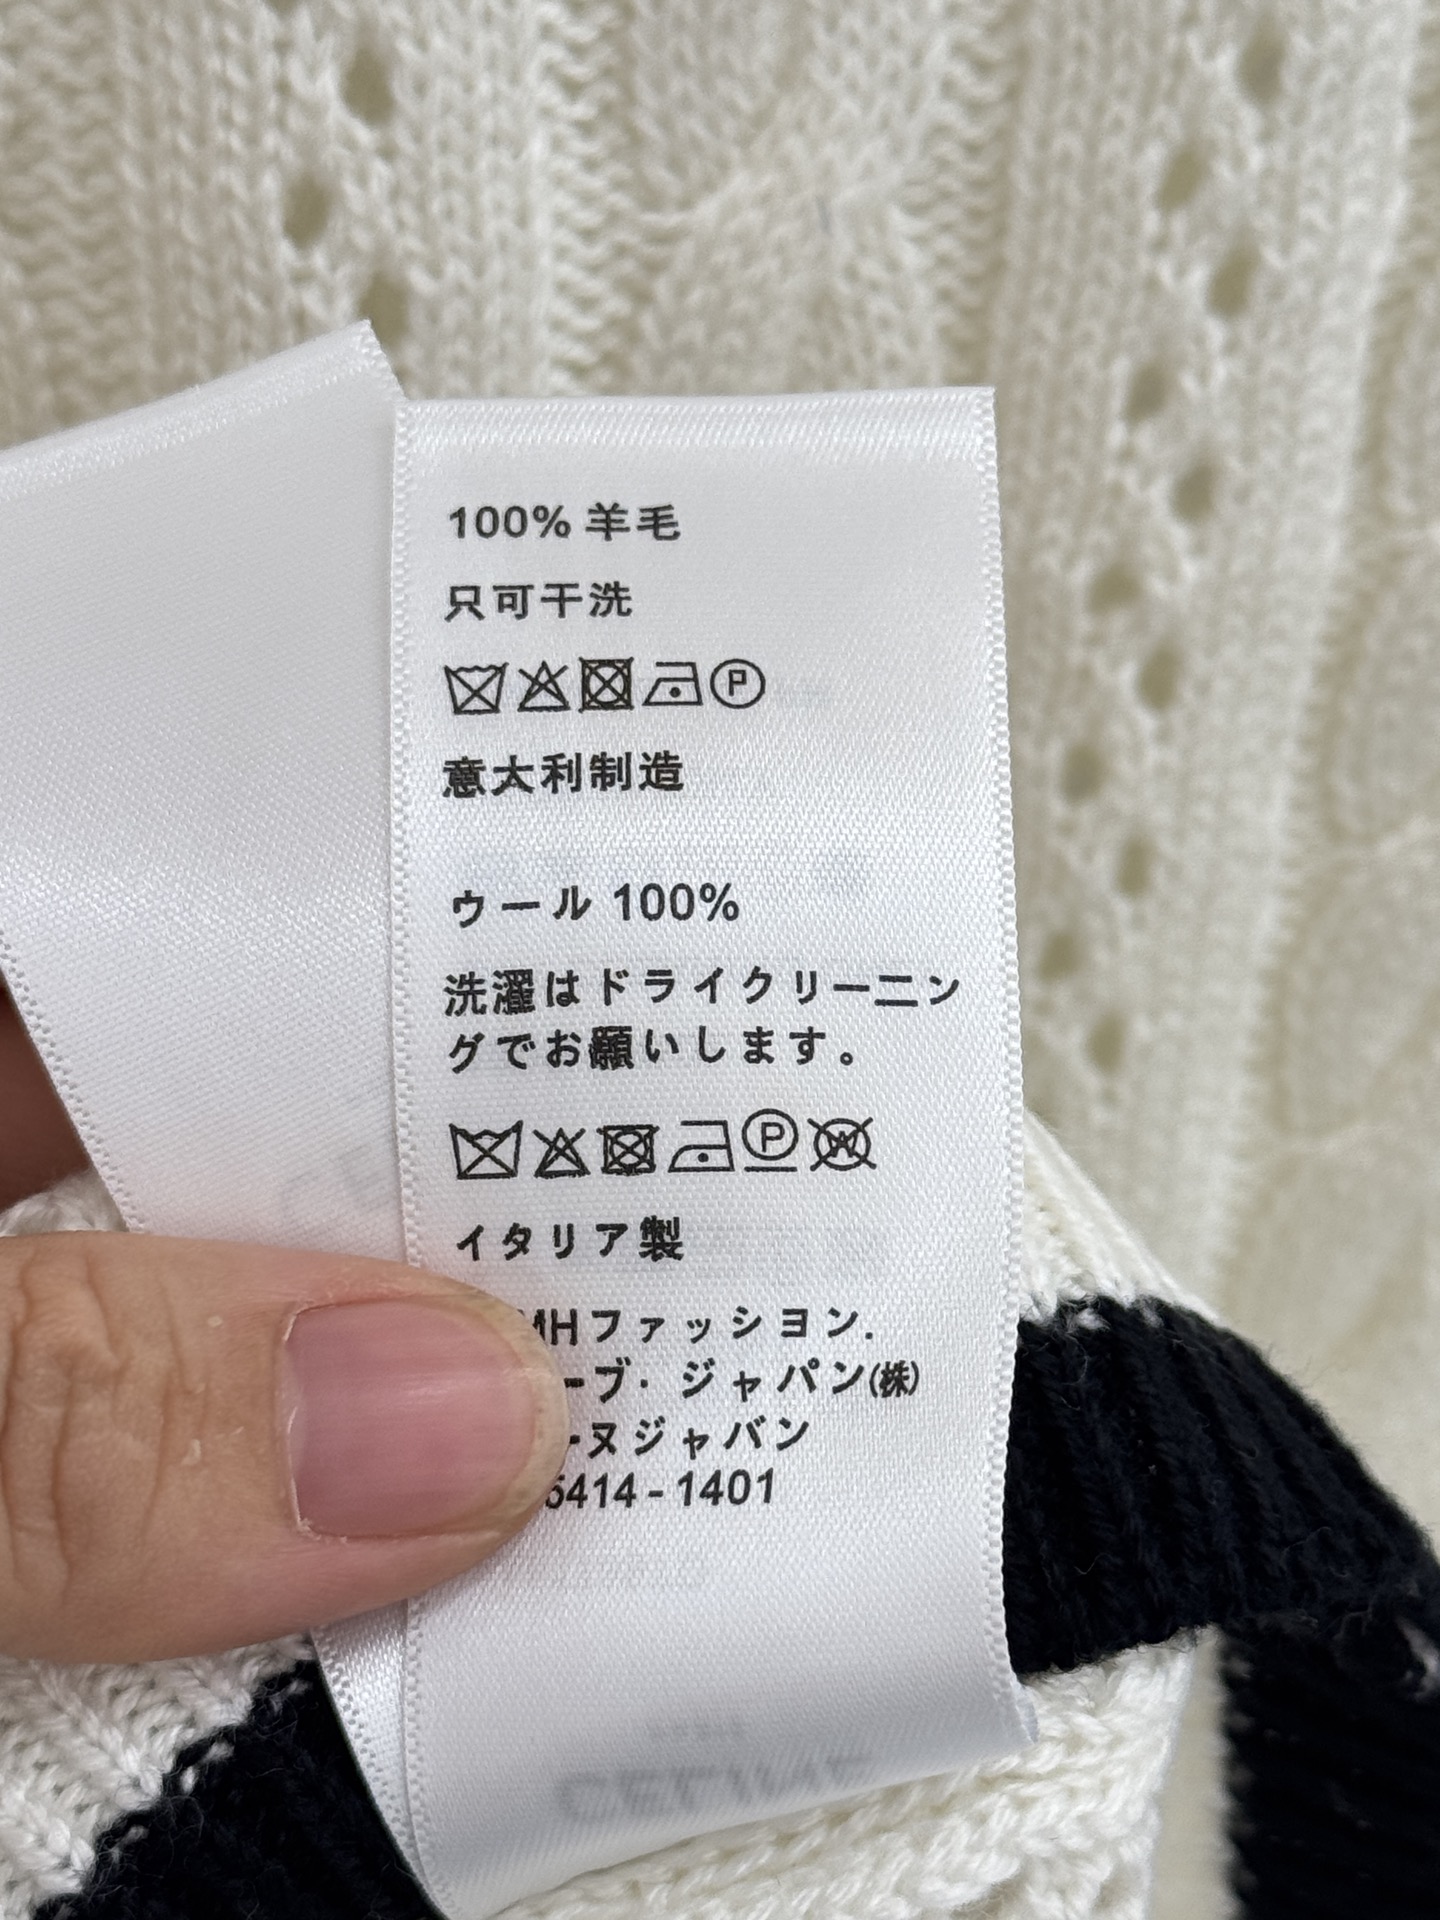 100% 羊毛
只可干洗
P
意大利制造
ウール 100%
洗濯はドライクリーニン
グでお願いします。
P W
イタリア製
MHファッション.
ーブ・ジャパン(株)
ーヌジャパン
5414-1401